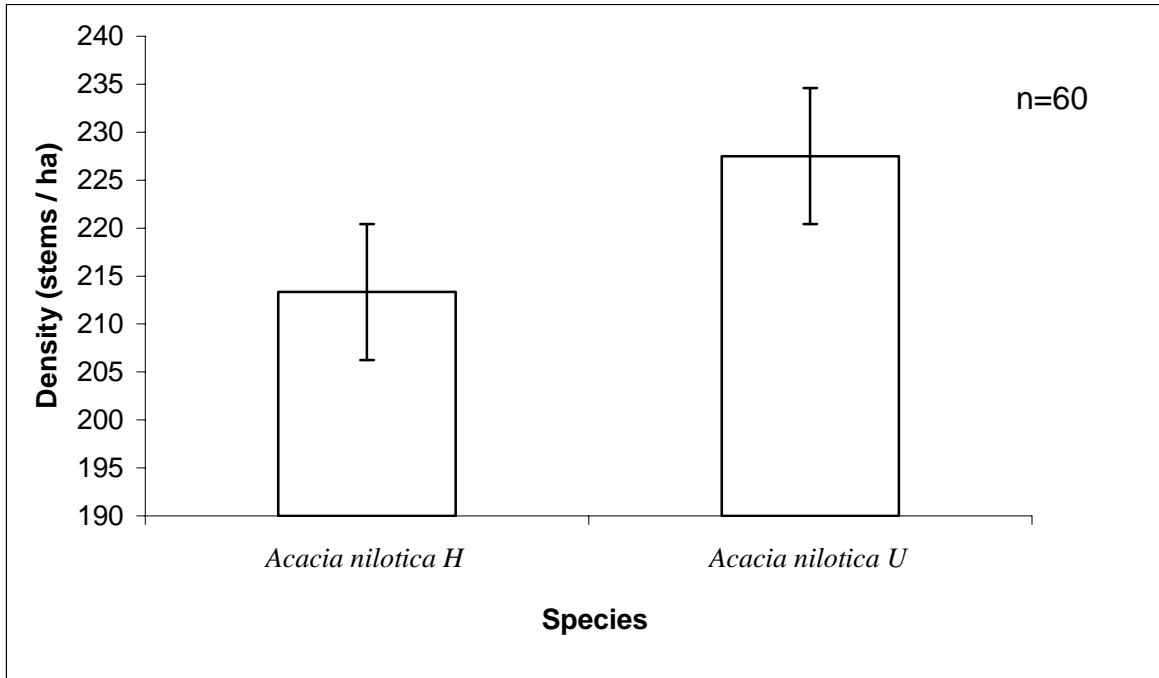 240
235
230
225
220
215
210
205
200
195
190
Density (stems / ha)
n=60
Acacia nilotica H
Acacia nilotica U
Species